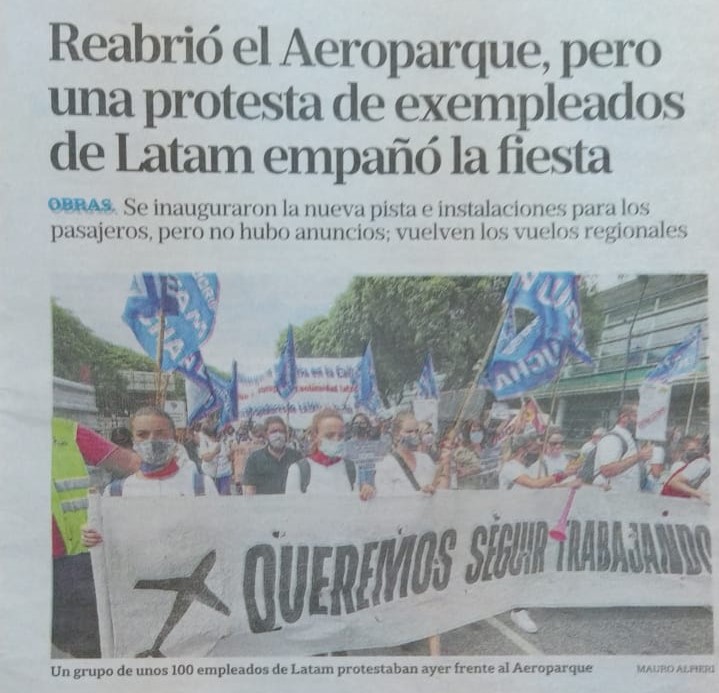 Reabrió el Aeroparque, pero
una protesta de exempleados
de Latam empañó la fiesta
OBRAS. Se inauguraron la nueva pista e instalaciones para los
pasajeros, pero no hubo anuncios; vuelven los vuelos regionales
QUEREMOS SEGUIR TRABAJANDO
Un grupo de unos 100 empleados de Latam protestaban ayer frente al Aeroparque
MAURO ALFIERI